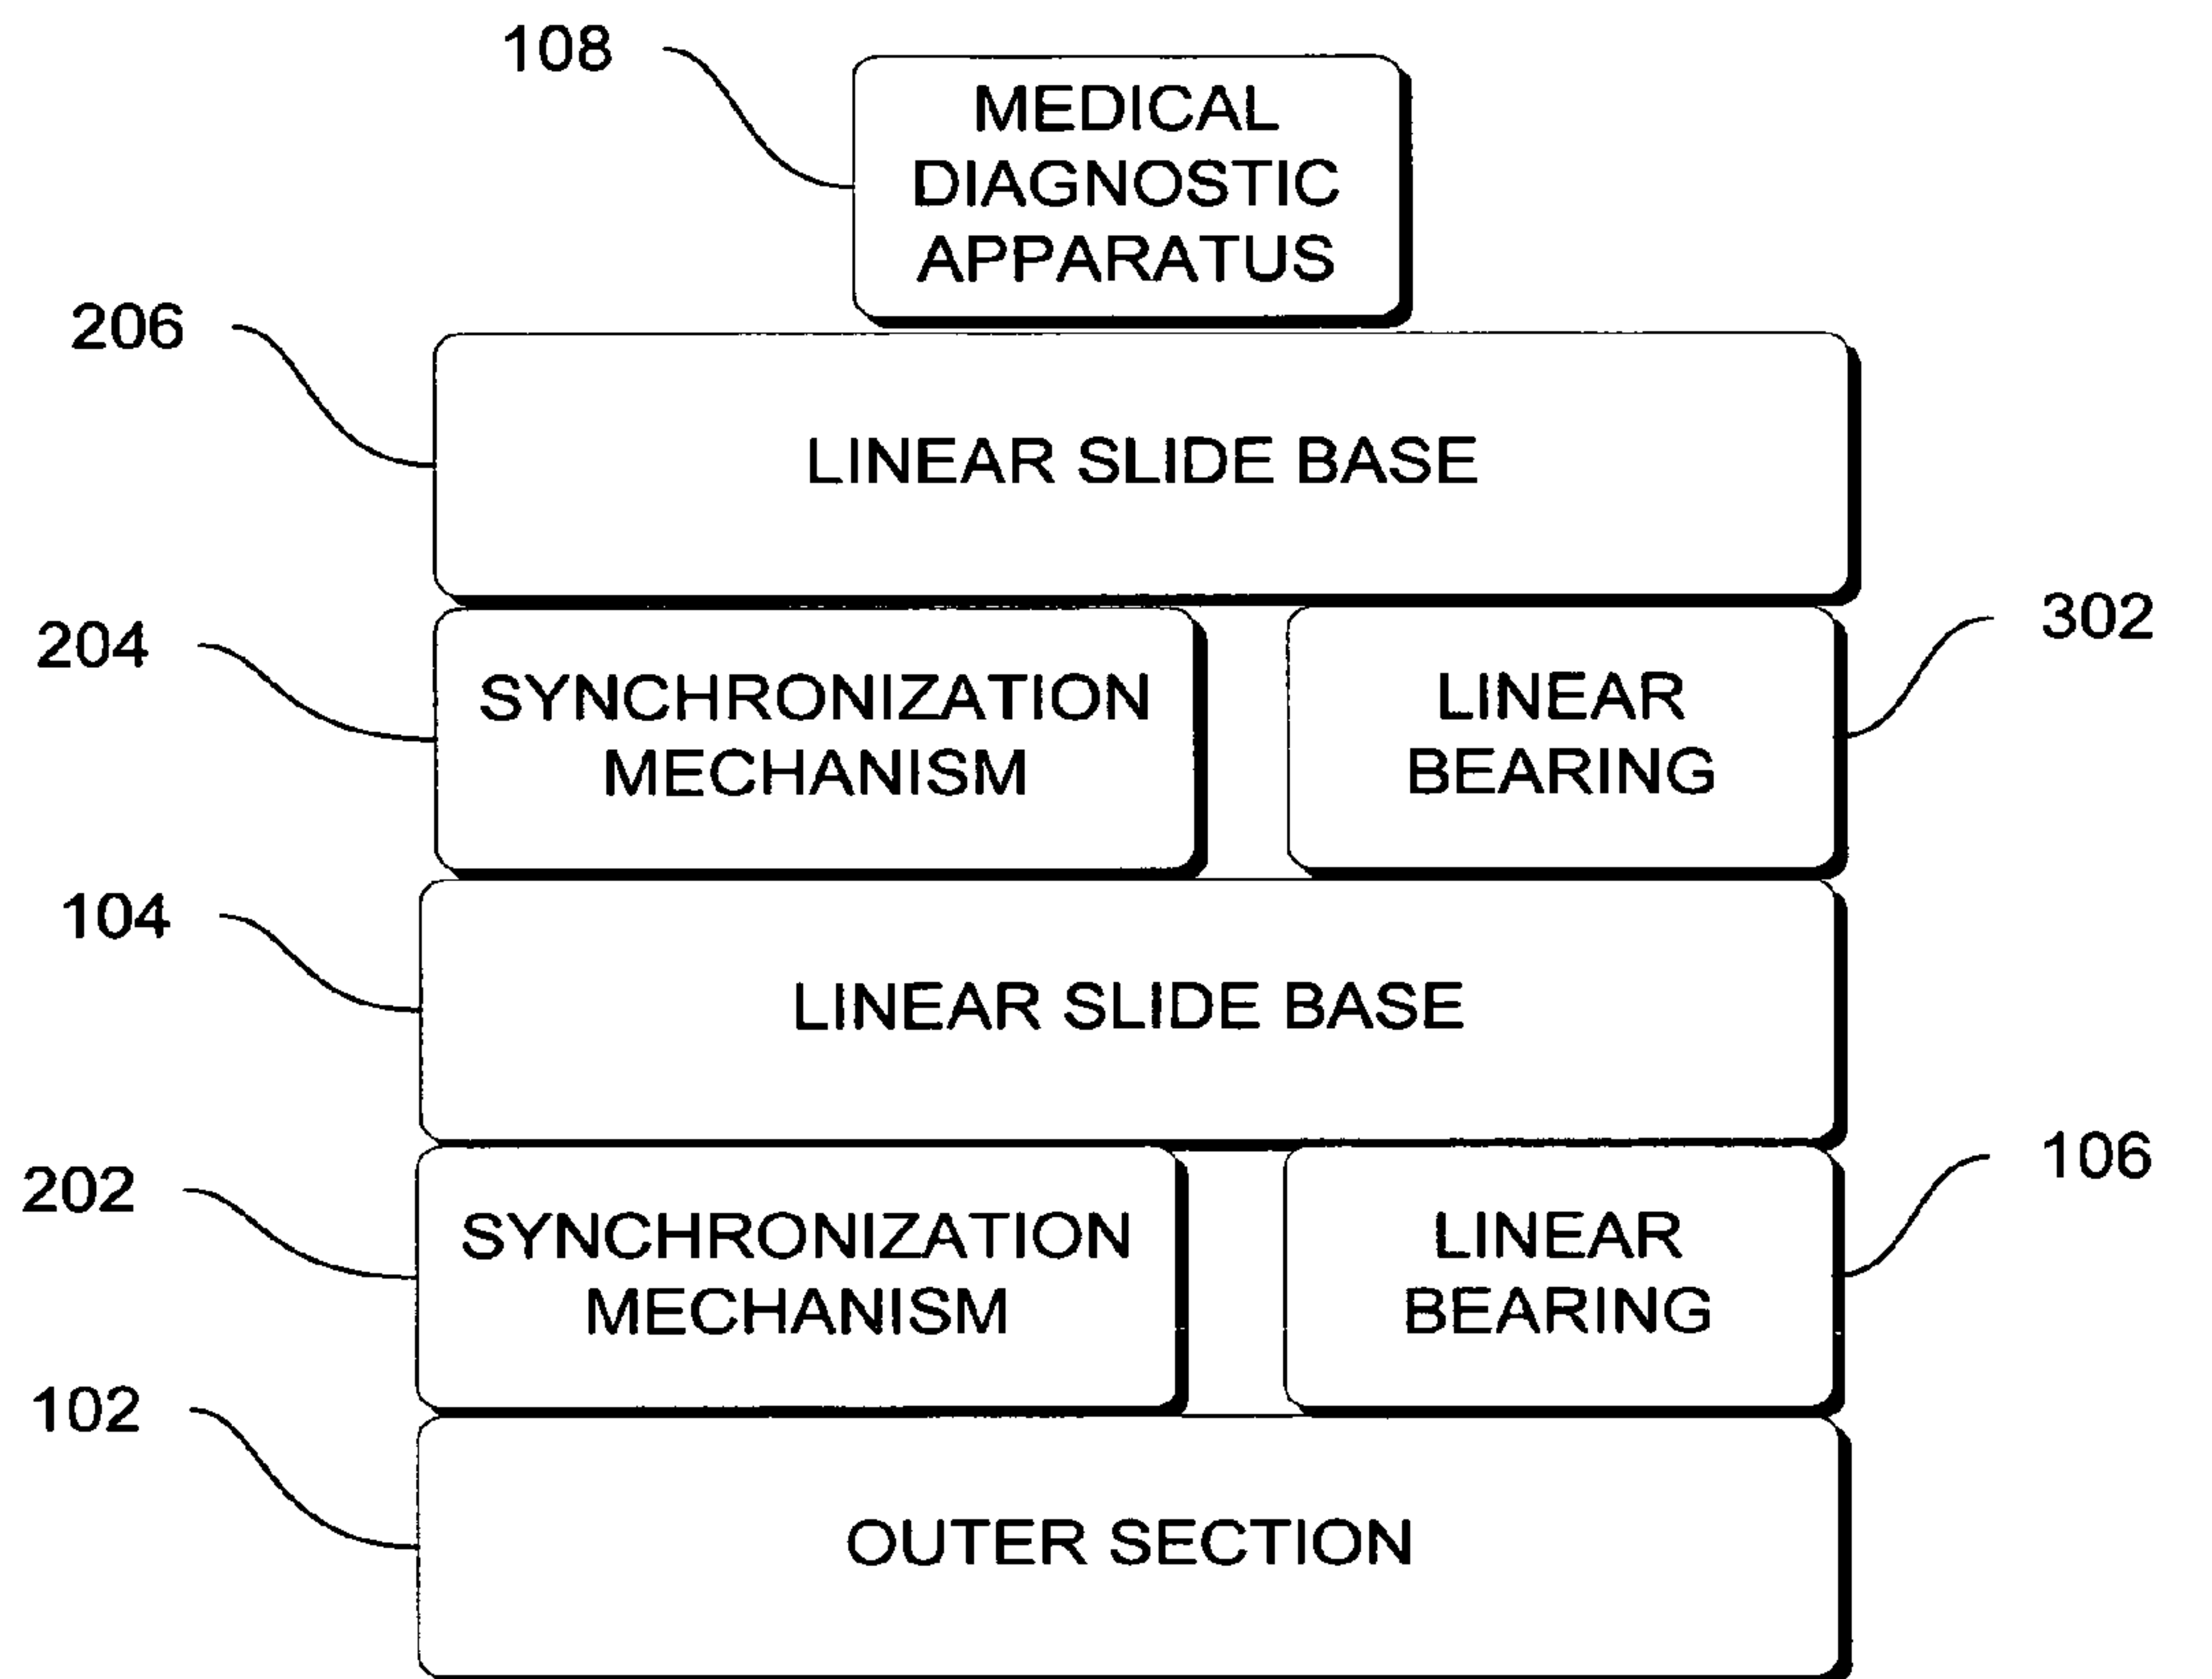 108
MEDICAL
DIAGNOSTIC
APPARATUS
206
LINEAR SLIDE BASE
204
SYNCHRONIZATION
MECHANISM
LINEAR
BEARING
302
104
LINEAR SLIDE BASE
202
SYNCHRONIZATION
MECHANISM
LINEAR
BEARING
106
102
OUTER SECTION